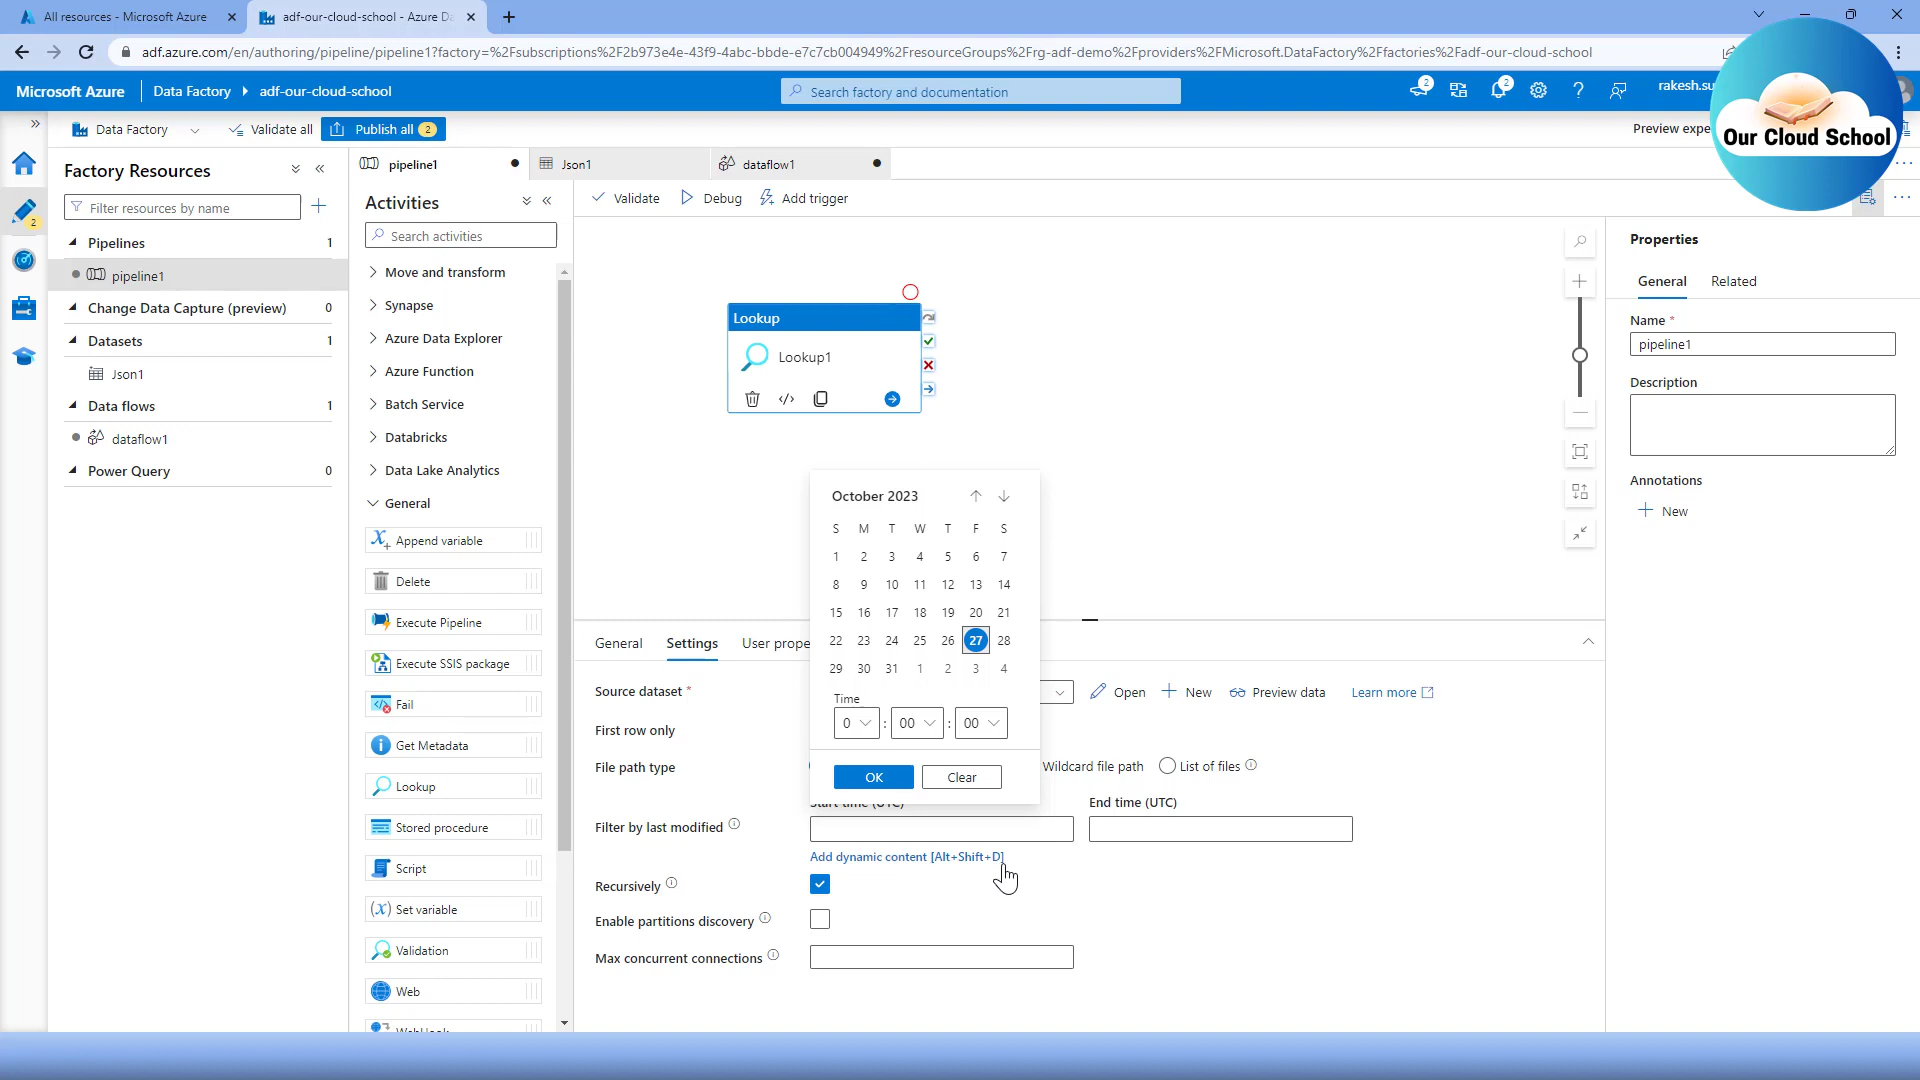 All resources - Microsoft Azure
adf-our-cloud-school - Azure Da
adf.azure.com/en/authoring/pipeline/pipeline1?factory=%2Fsubscriptions%2F2b973e4e-43f9-4abc-bbde-e7c7cb004949%2FresourceGroups%2Frg-adf-demo%2Fproviders%2FMicrosoft.DataFactory%2Ffactories%2Fadf-our-cloud-school
Microsoft Azure
Data Factory
adf-our-cloud-school
Search factory and documentation
2
2
rakesh.su
Our Cloud School
Data Factory
Validate all
Publish all 2
Preview expe
2
Factory Resources
Filter resources by name
Pipelines 1
pipeline1
Change Data Capture (preview) 0
Datasets 1
Json1
Data flows 1
dataflow1
Power Query 0
pipeline1
Json1
dataflow1
Activities
Search activities
Move and transform
Synapse
Azure Data Explorer
Azure Function
Batch Service
Databricks
Data Lake Analytics
General
Append variable
Delete
Execute Pipeline
Execute SSIS package
Fail
Get Metadata
Lookup
Stored procedure
Script
Set variable
Validation
Web
WebHook
Validate
Debug
Add trigger
Lookup
Lookup1
October 2023
S M T W T F S
1 2 3 4 5 6 7
8 9 10 11 12 13 14
15 16 17 18 19 20 21
22 23 24 25 26 27 28
29 30 31 1 2 3 4
Time
0 : 00 : 00
OK
Clear
General
Settings
User prope
Source dataset *
Open
New
Preview data
Learn more
First row only
File path type
Wildcard file path
List of files
Start time (UTC)
End time (UTC)
Filter by last modified
Add dynamic content [Alt+Shift+D]
Recursively
Enable partitions discovery
Max concurrent connections
Properties
General
Related
Name *
pipeline1
Description
Annotations
New